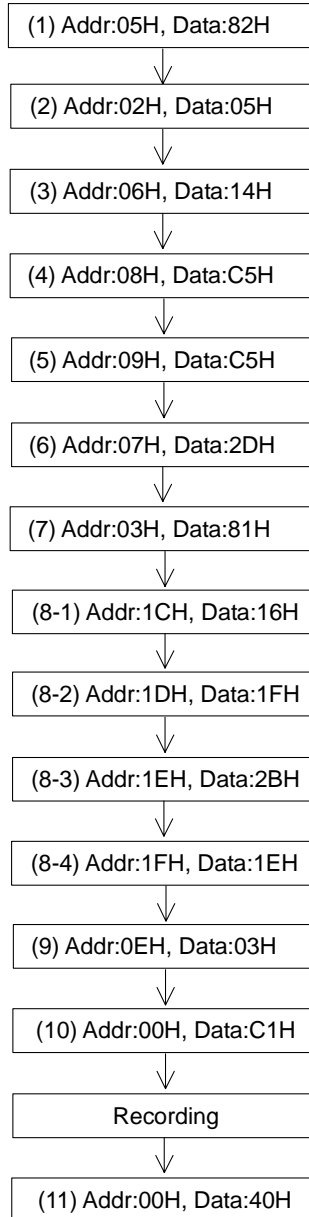 (1) Addr:05H, Data:82H
(2) Addr:02H, Data:05H
(3) Addr:06H, Data:14H
(4) Addr:08H, Data:C5H
(5) Addr:09H, Data:C5H
(6) Addr:07H, Data:2DH
(7) Addr:03H, Data:81H
(8-1) Addr:1CH, Data:16H
(8-2) Addr:1DH, Data:1FH
(8-3) Addr:1EH, Data:2BH
(8-4) Addr:1FH, Data:1EH
(9) Addr:0EH, Data:03H
(10) Addr:00H, Data:C1H
Recording
(11) Addr:00H, Data:40H